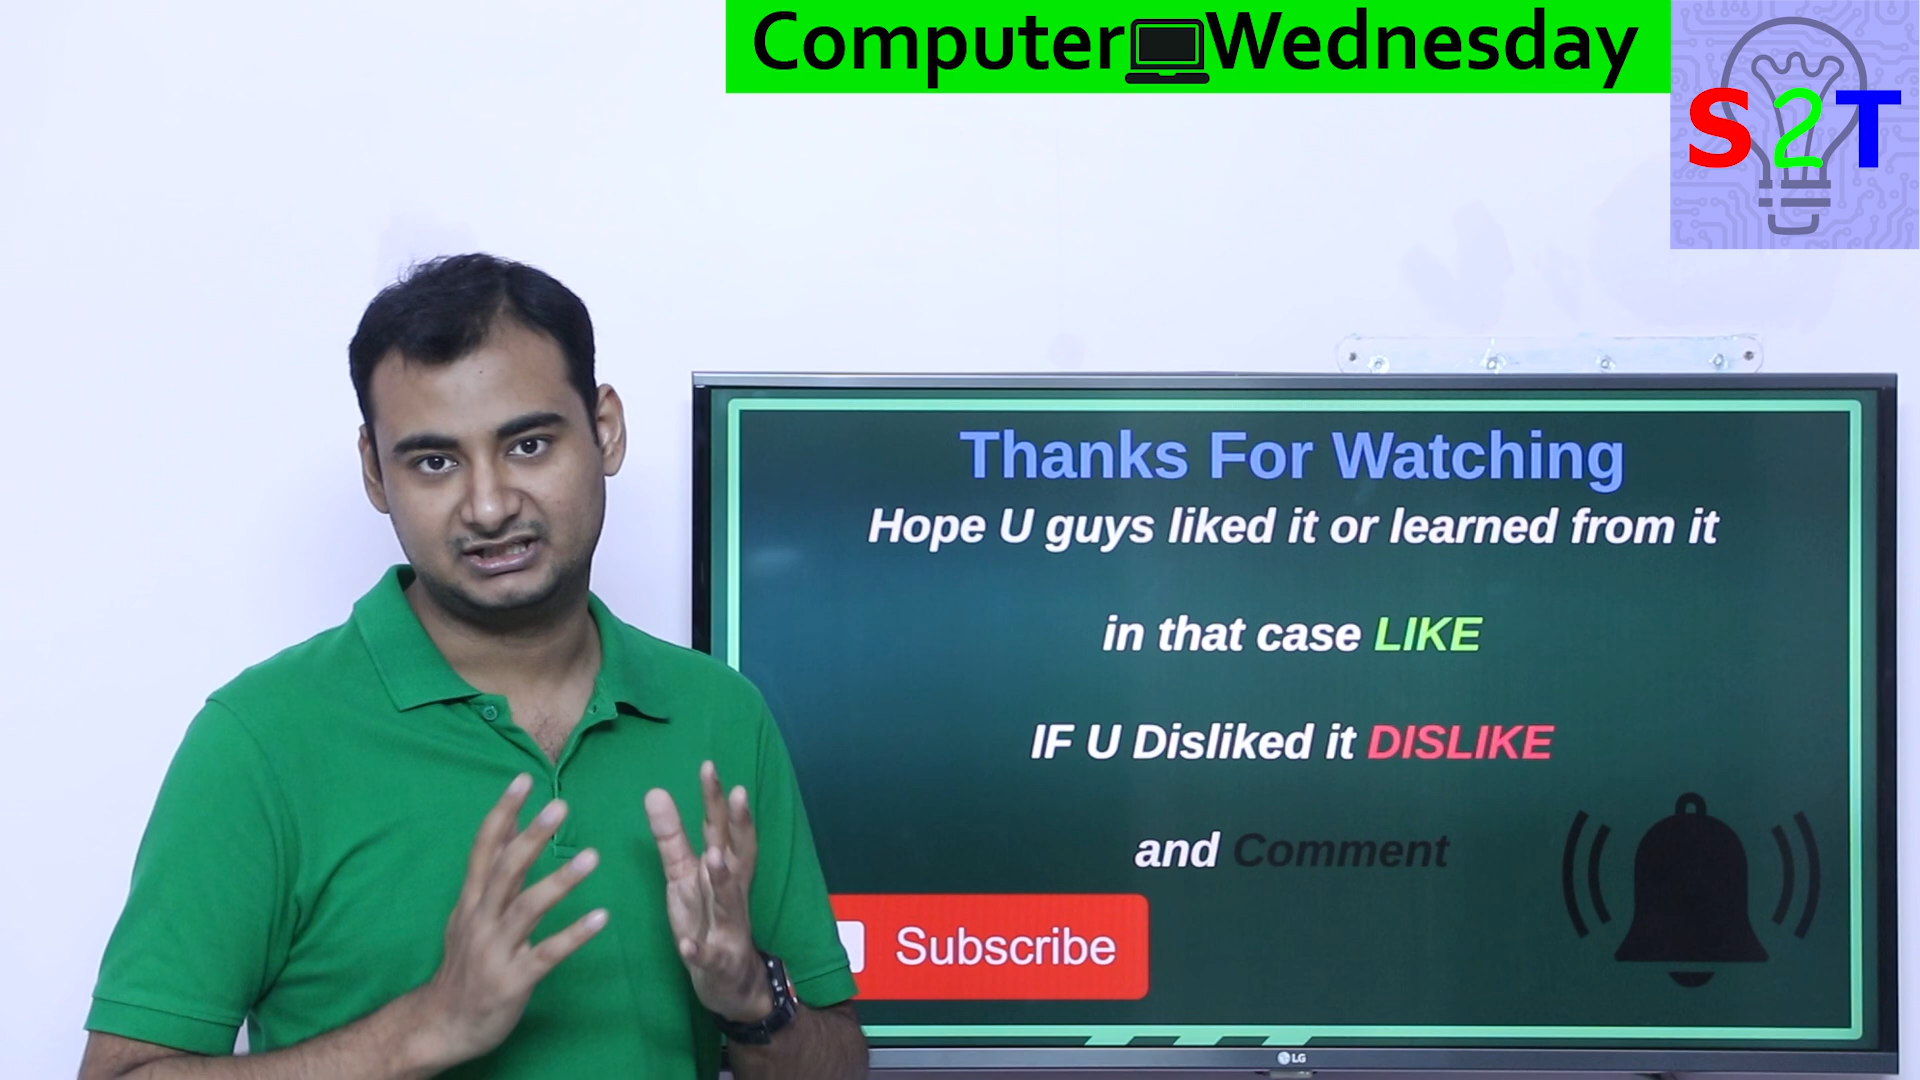 Computer Wednesday
S2T
Thanks For Watching
Hope U guys liked it or learned from it
in that case LIKE
IF U Disliked it DISLIKE
and Comment
Subscribe
LG